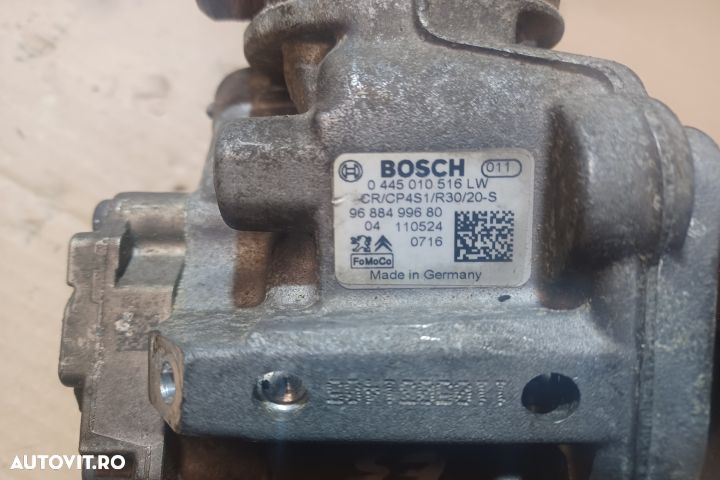 BOSCH 011
0 445 010 516 LW
CR/CP4S1/R30/20-S
96 884 996 80
04 110524
0716
FoMoCo
Made in Germany
AUTOVIT.RO